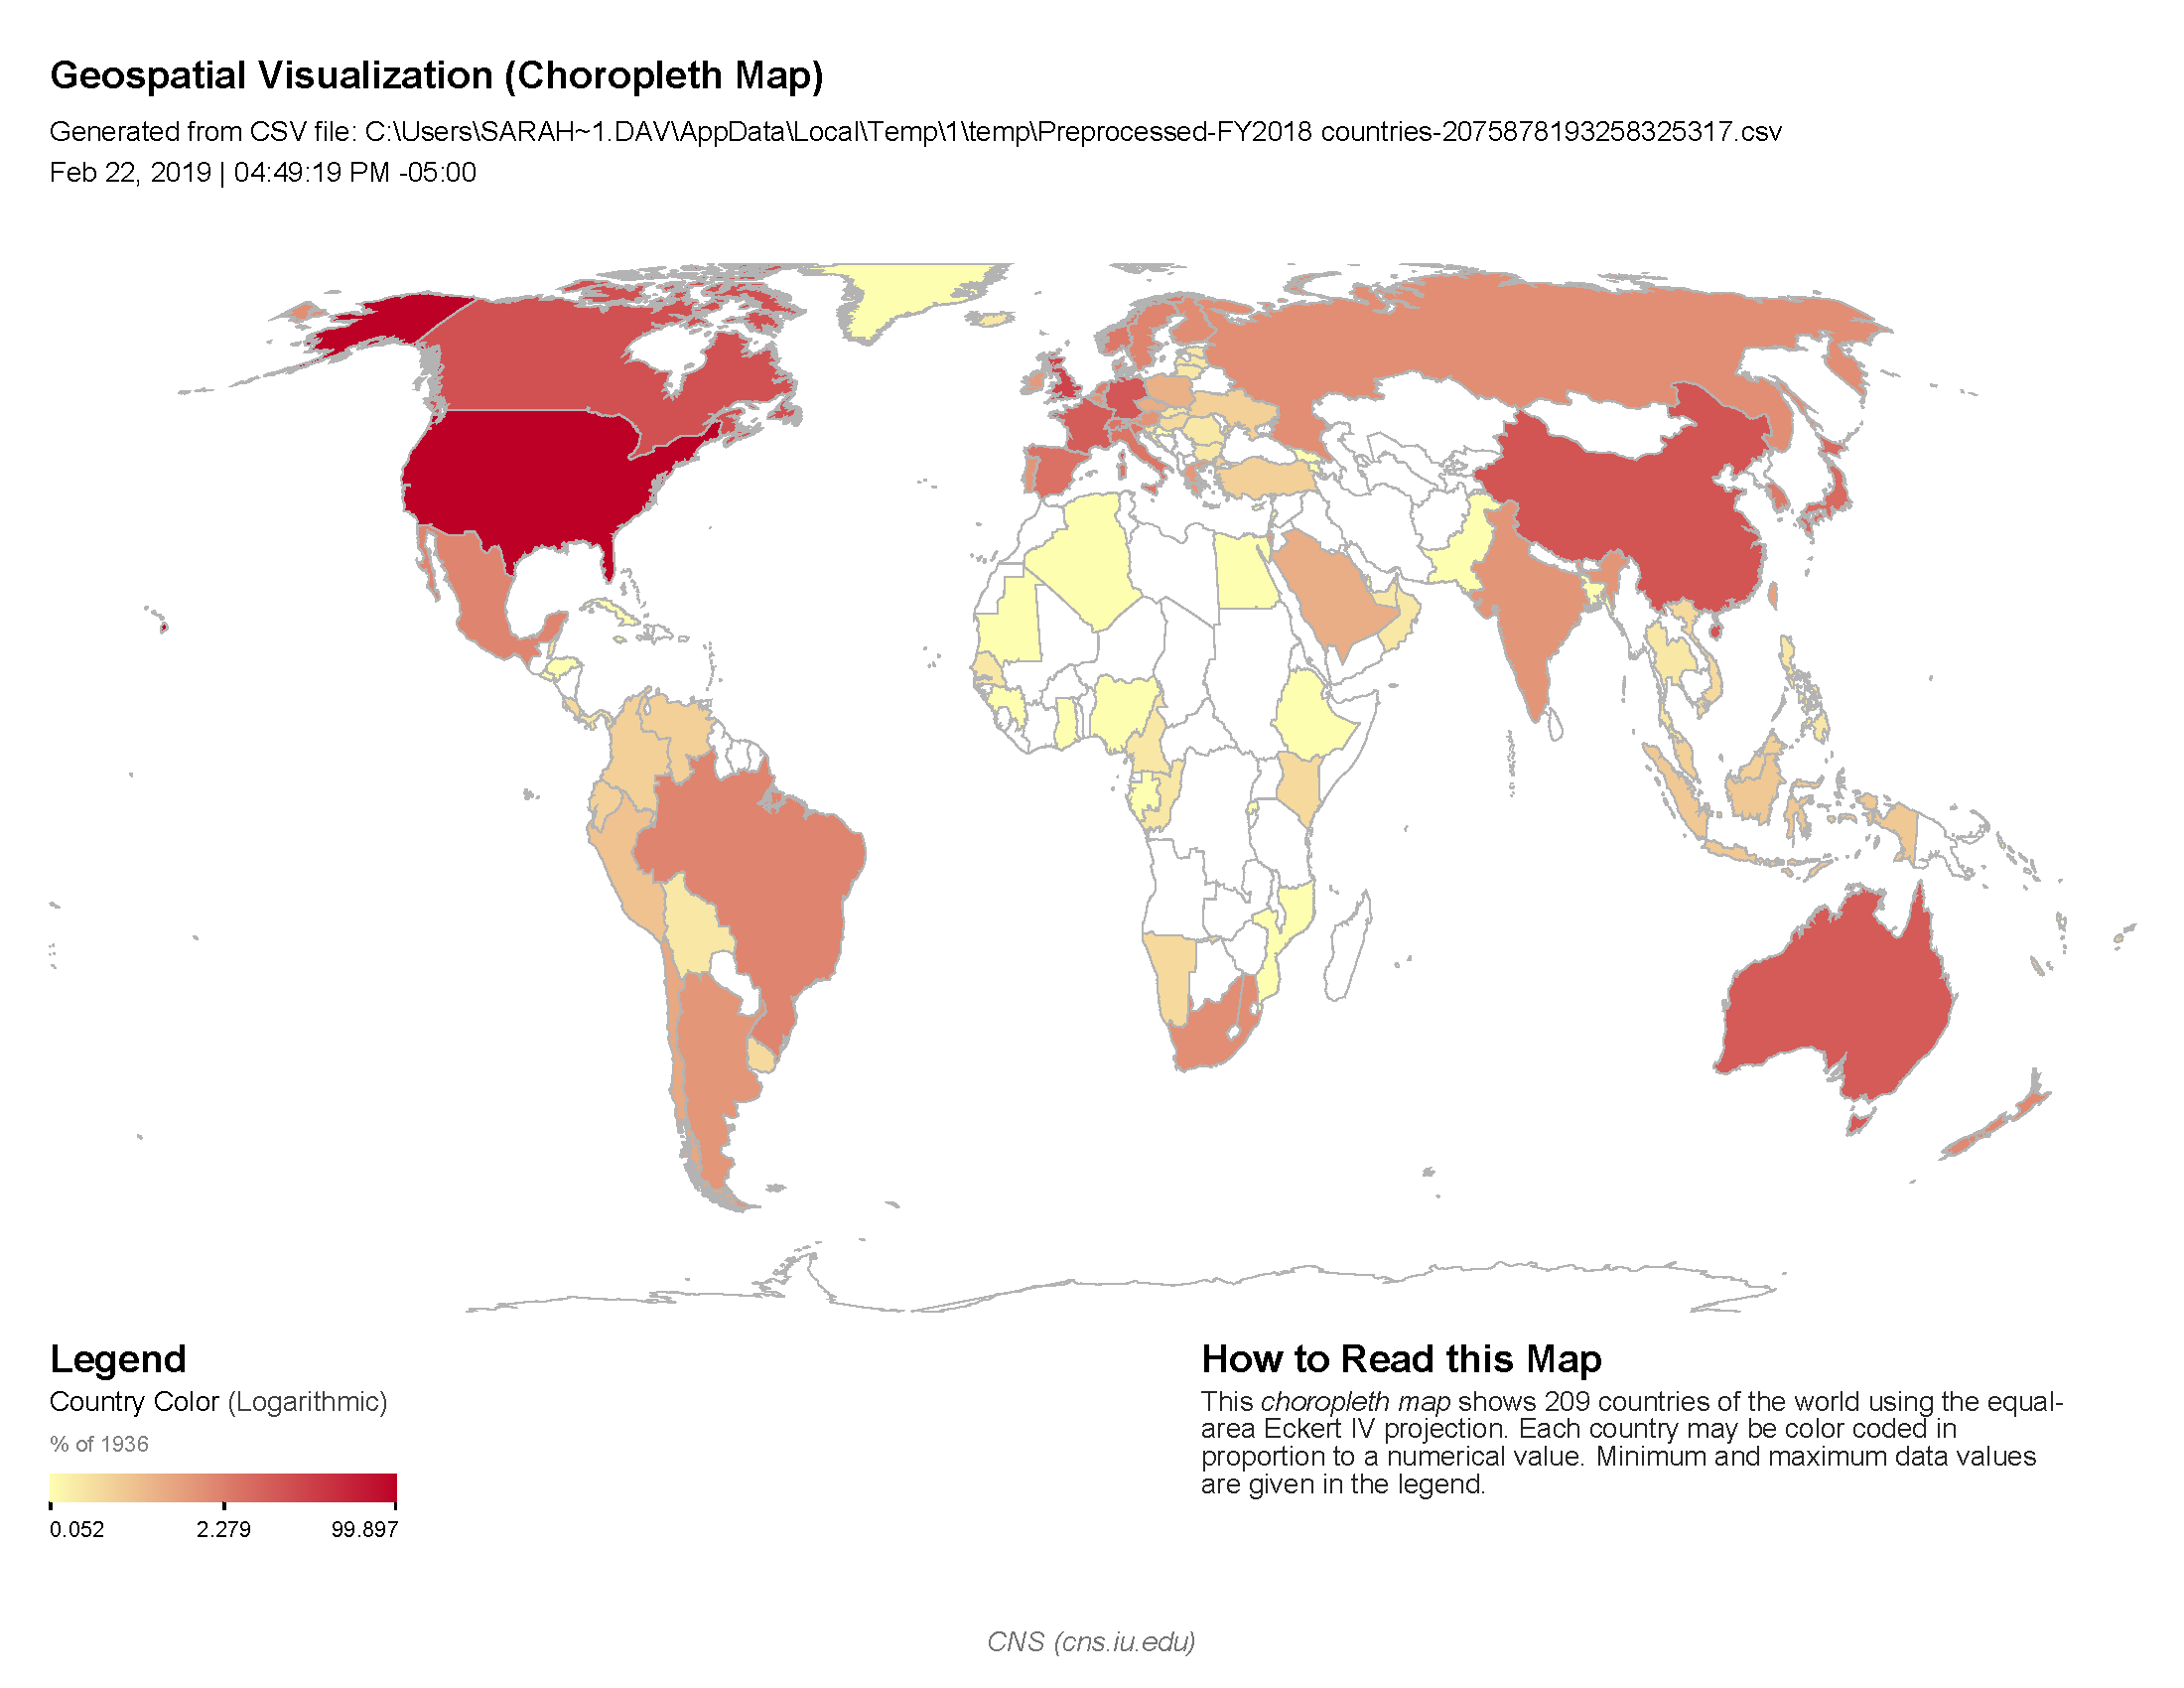 Geospatial Visualization (Choropleth Map)
Generated from CSV file: C:\Users\SARAH~1.DAV\AppData\Local\Temp\1\temp\Preprocessed-FY2018 countries-2075878193258325317.csv
Feb 22, 2019 | 04:49:19 PM -05:00
Legend
Country Color (Logarithmic)
% of 1936
0.052 2.279 99.897
How to Read this Map
This choropleth map shows 209 countries of the world using the equal-
area Eckert IV projection. Each country may be color coded in
proportion to a numerical value. Minimum and maximum data values
are given in the legend.
CNS (cns.iu.edu)